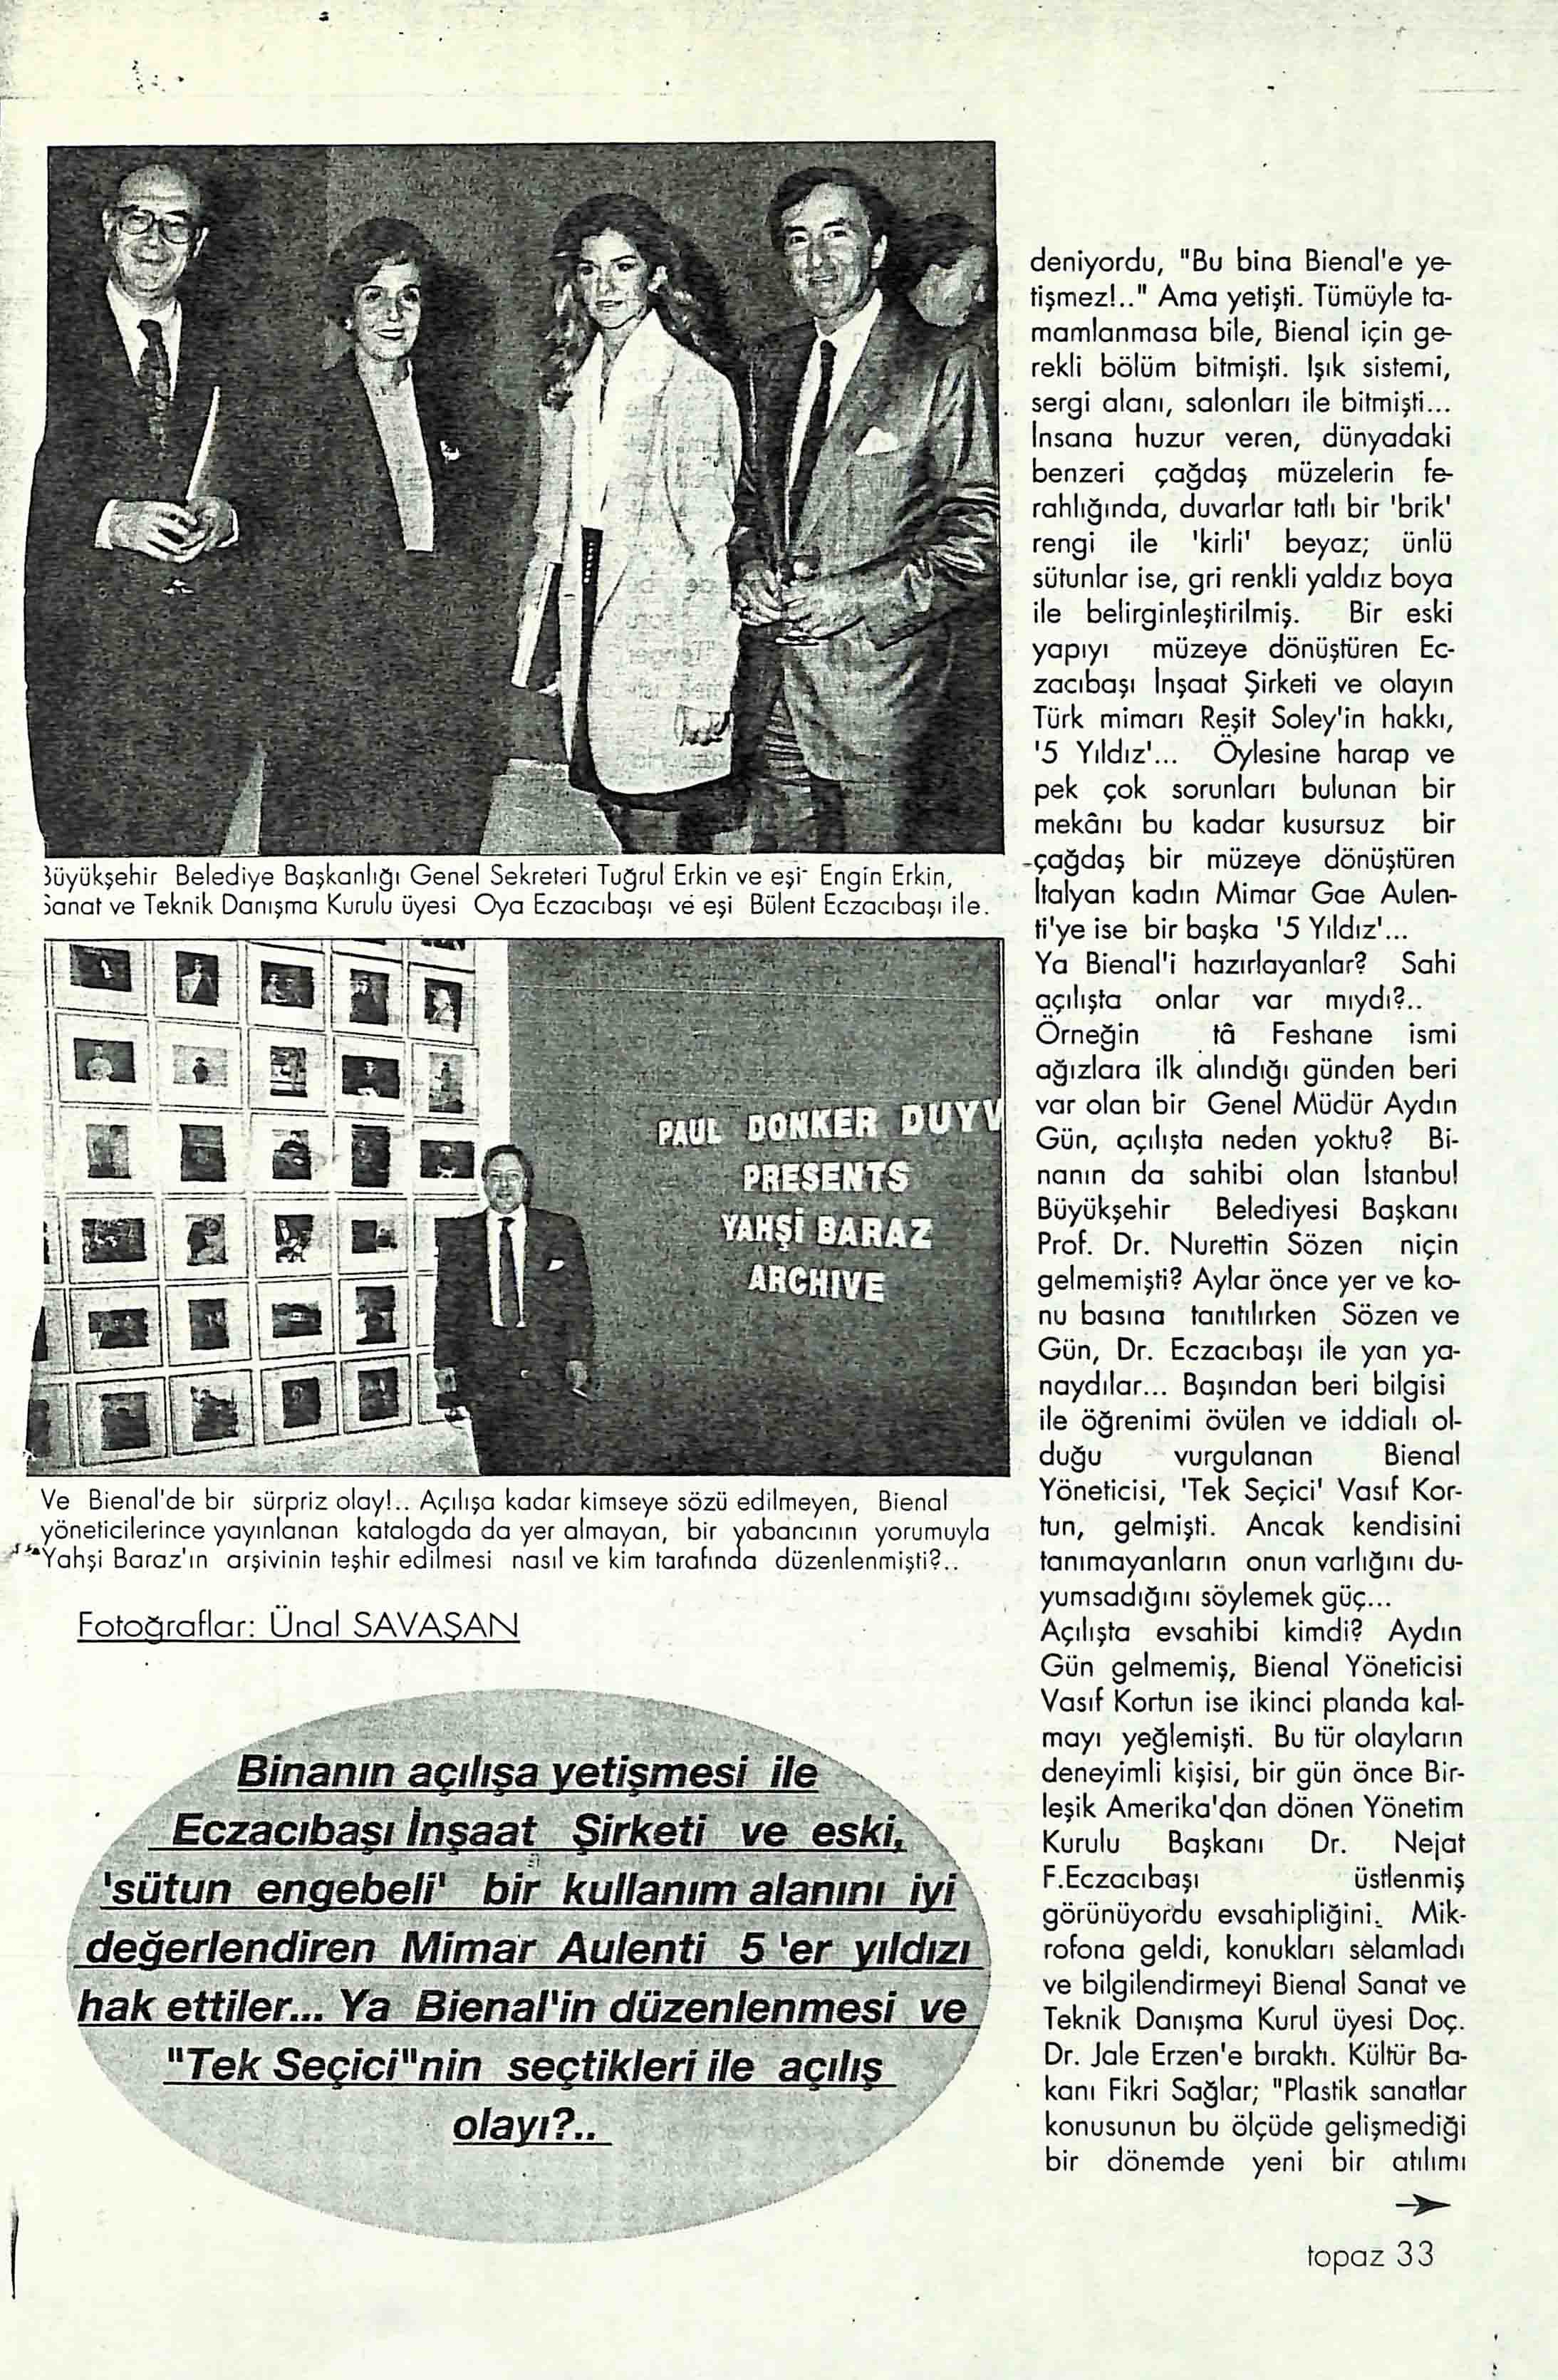 Büyükşehir Belediye Başkanlığı Genel Sekreteri Tuğrul Erkin ve eşi Engin Erkin,
Sanat ve Teknik Danışma Kurulu üyesi Oya Eczacıbaşı ve eşi Bülent Eczacıbaşı ile.
PAUL DONKER DUYV
PRESENTS
YAHŞİ BARAZ
ARCHIVE
Ve Bienal'de bir sürpriz olay!.. Açılışa kadar kimseye sözü edilmeyen, Bienal
yöneticilerince yayınlanan katalogda da yer almayan, bir yabancının yorumuyla
Yahşi Baraz'ın arşivinin teşhir edilmesi nasıl ve kim tarafından düzenlenmişti?..
Fotoğraflar: Ünal SAVAŞAN
Binanın açılışa yetişmesi ile
Eczacıbaşı İnşaat Şirketi ve eski,
'sütun engebeli' bir kullanım alanını iyi
değerlendiren Mimar Aulenti 5 'er yıldızı
hak ettiler... Ya Bienal'in düzenlenmesi ve
"Tek Seçici"nin seçtikleri ile açılış
olayı?..
deniyordu, "Bu bina Bienal'e ye-
tişmez!.." Ama yetişti. Tümüyle ta-
mamlanmasa bile, Bienal için ge-
rekli bölüm bitmişti. Işık sistemi,
sergi alanı, salonları ile bitmişti...
İnsana huzur veren, dünyadaki
benzeri çağdaş müzelerin fe-
rahlığında, duvarlar tatlı bir 'brik'
rengi ile 'kirli' beyaz; ünlü
sütunlar ise, gri renkli yaldız boya
ile belirginleştirilmiş. Bir eski
yapıyı müzeye dönüştüren Ec-
zacıbaşı İnşaat Şirketi ve olayın
Türk mimarı Reşit Soley'in hakkı,
'5 Yıldız'... Öylesine harap ve
pek çok sorunları bulunan bir
mekânı bu kadar kusursuz bir
çağdaş bir müzeye dönüştüren
İtalyan kadın Mimar Gae Aulen-
ti'ye ise bir başka '5 Yıldız'...
Ya Bienal'i hazırlayanlar? Sahi
açılışta onlar var mıydı?..
Örneğin tâ Feshane ismi
ağızlara ilk alındığı günden beri
var olan bir Genel Müdür Aydın
Gün, açılışta neden yoktu? Bi-
nanın da sahibi olan İstanbul
Büyükşehir Belediyesi Başkanı
Prof. Dr. Nurettin Sözen niçin
gelmemişti? Aylar önce yer ve ko-
nu basına tanıtılırken Sözen ve
Gün, Dr. Eczacıbaşı ile yan ya-
naydılar... Başından beri bilgisi
ile öğrenimi övülen ve iddialı ol-
duğu vurgulanan Bienal
Yöneticisi, 'Tek Seçici' Vasıf Kor-
tun, gelmişti. Ancak kendisini
tanımayanların onun varlığını du-
yumsadığını söylemek güç...
Açılışta evsahibi kimdi? Aydın
Gün gelmemiş, Bienal Yöneticisi
Vasıf Kortun ise ikinci planda kal-
mayı yeğlemişti. Bu tür olayların
deneyimli kişisi, bir gün önce Bir-
leşik Amerika'dan dönen Yönetim
Kurulu Başkanı Dr. Nejat
F.Eczacıbaşı üstlenmiş
görünüyordu evsahipliğini. Mik-
rofona geldi, konukları selamladı
ve bilgilendirmeyi Bienal Sanat ve
Teknik Danışma Kurul üyesi Doç.
Dr. Jale Erzen'e bıraktı. Kültür Ba-
kanı Fikri Sağlar; "Plastik sanatlar
konusunun bu ölçüde gelişmediği
bir dönemde yeni bir atılımı
topaz 33